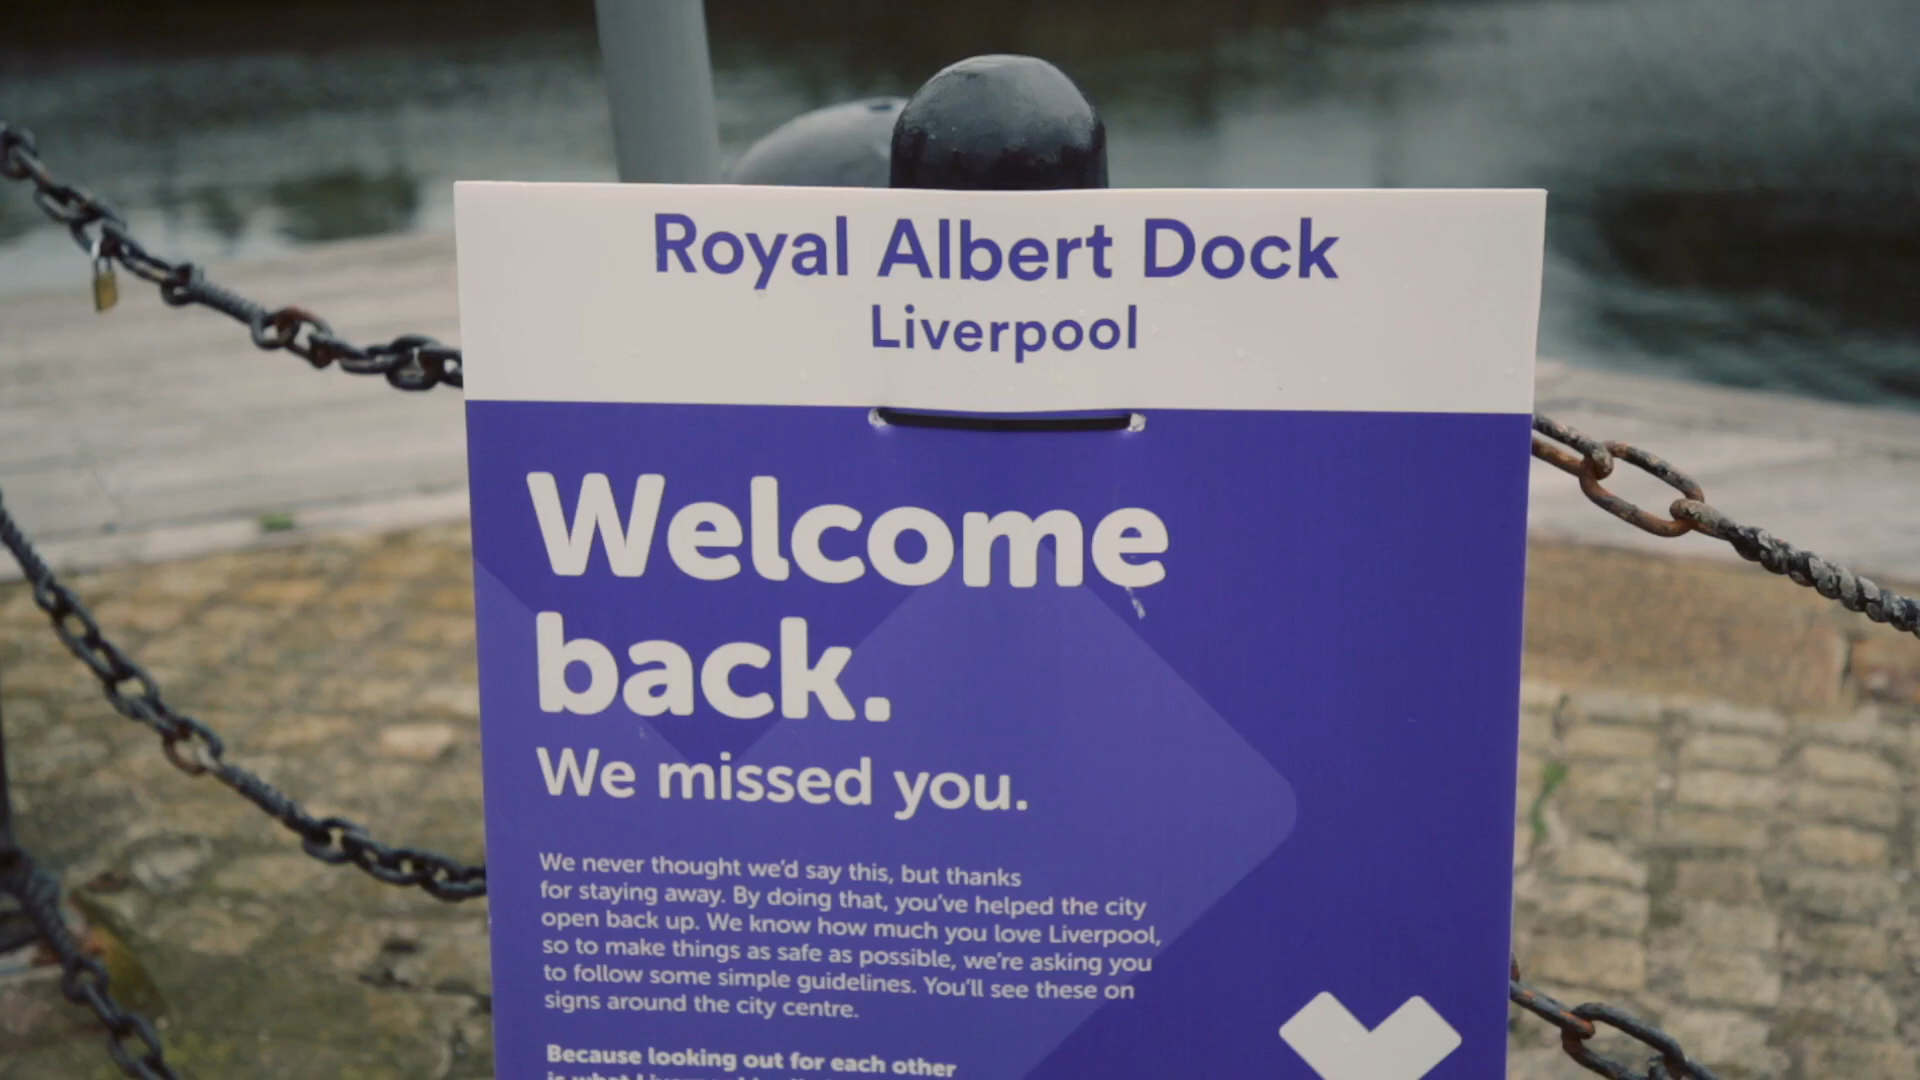 Royal Albert Dock
Liverpool
Welcome
back.
We missed you.
We never thought we'd say this, but thanks
for staying away. By doing that, you've helped the city
open back up. We know how much you love Liverpool,
so to make things as safe as possible, we're asking you
to follow some simple guidelines. You'll see these on
signs around the city centre.
Because looking out for each other
is what